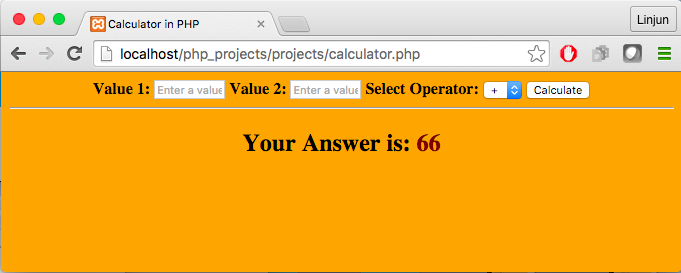 Calculator in PHP
Linjun
localhost/php_projects/projects/calculator.php
Value 1: Enter a value Value 2: Enter a value Select Operator: + Calculate
Your Answer is: 66